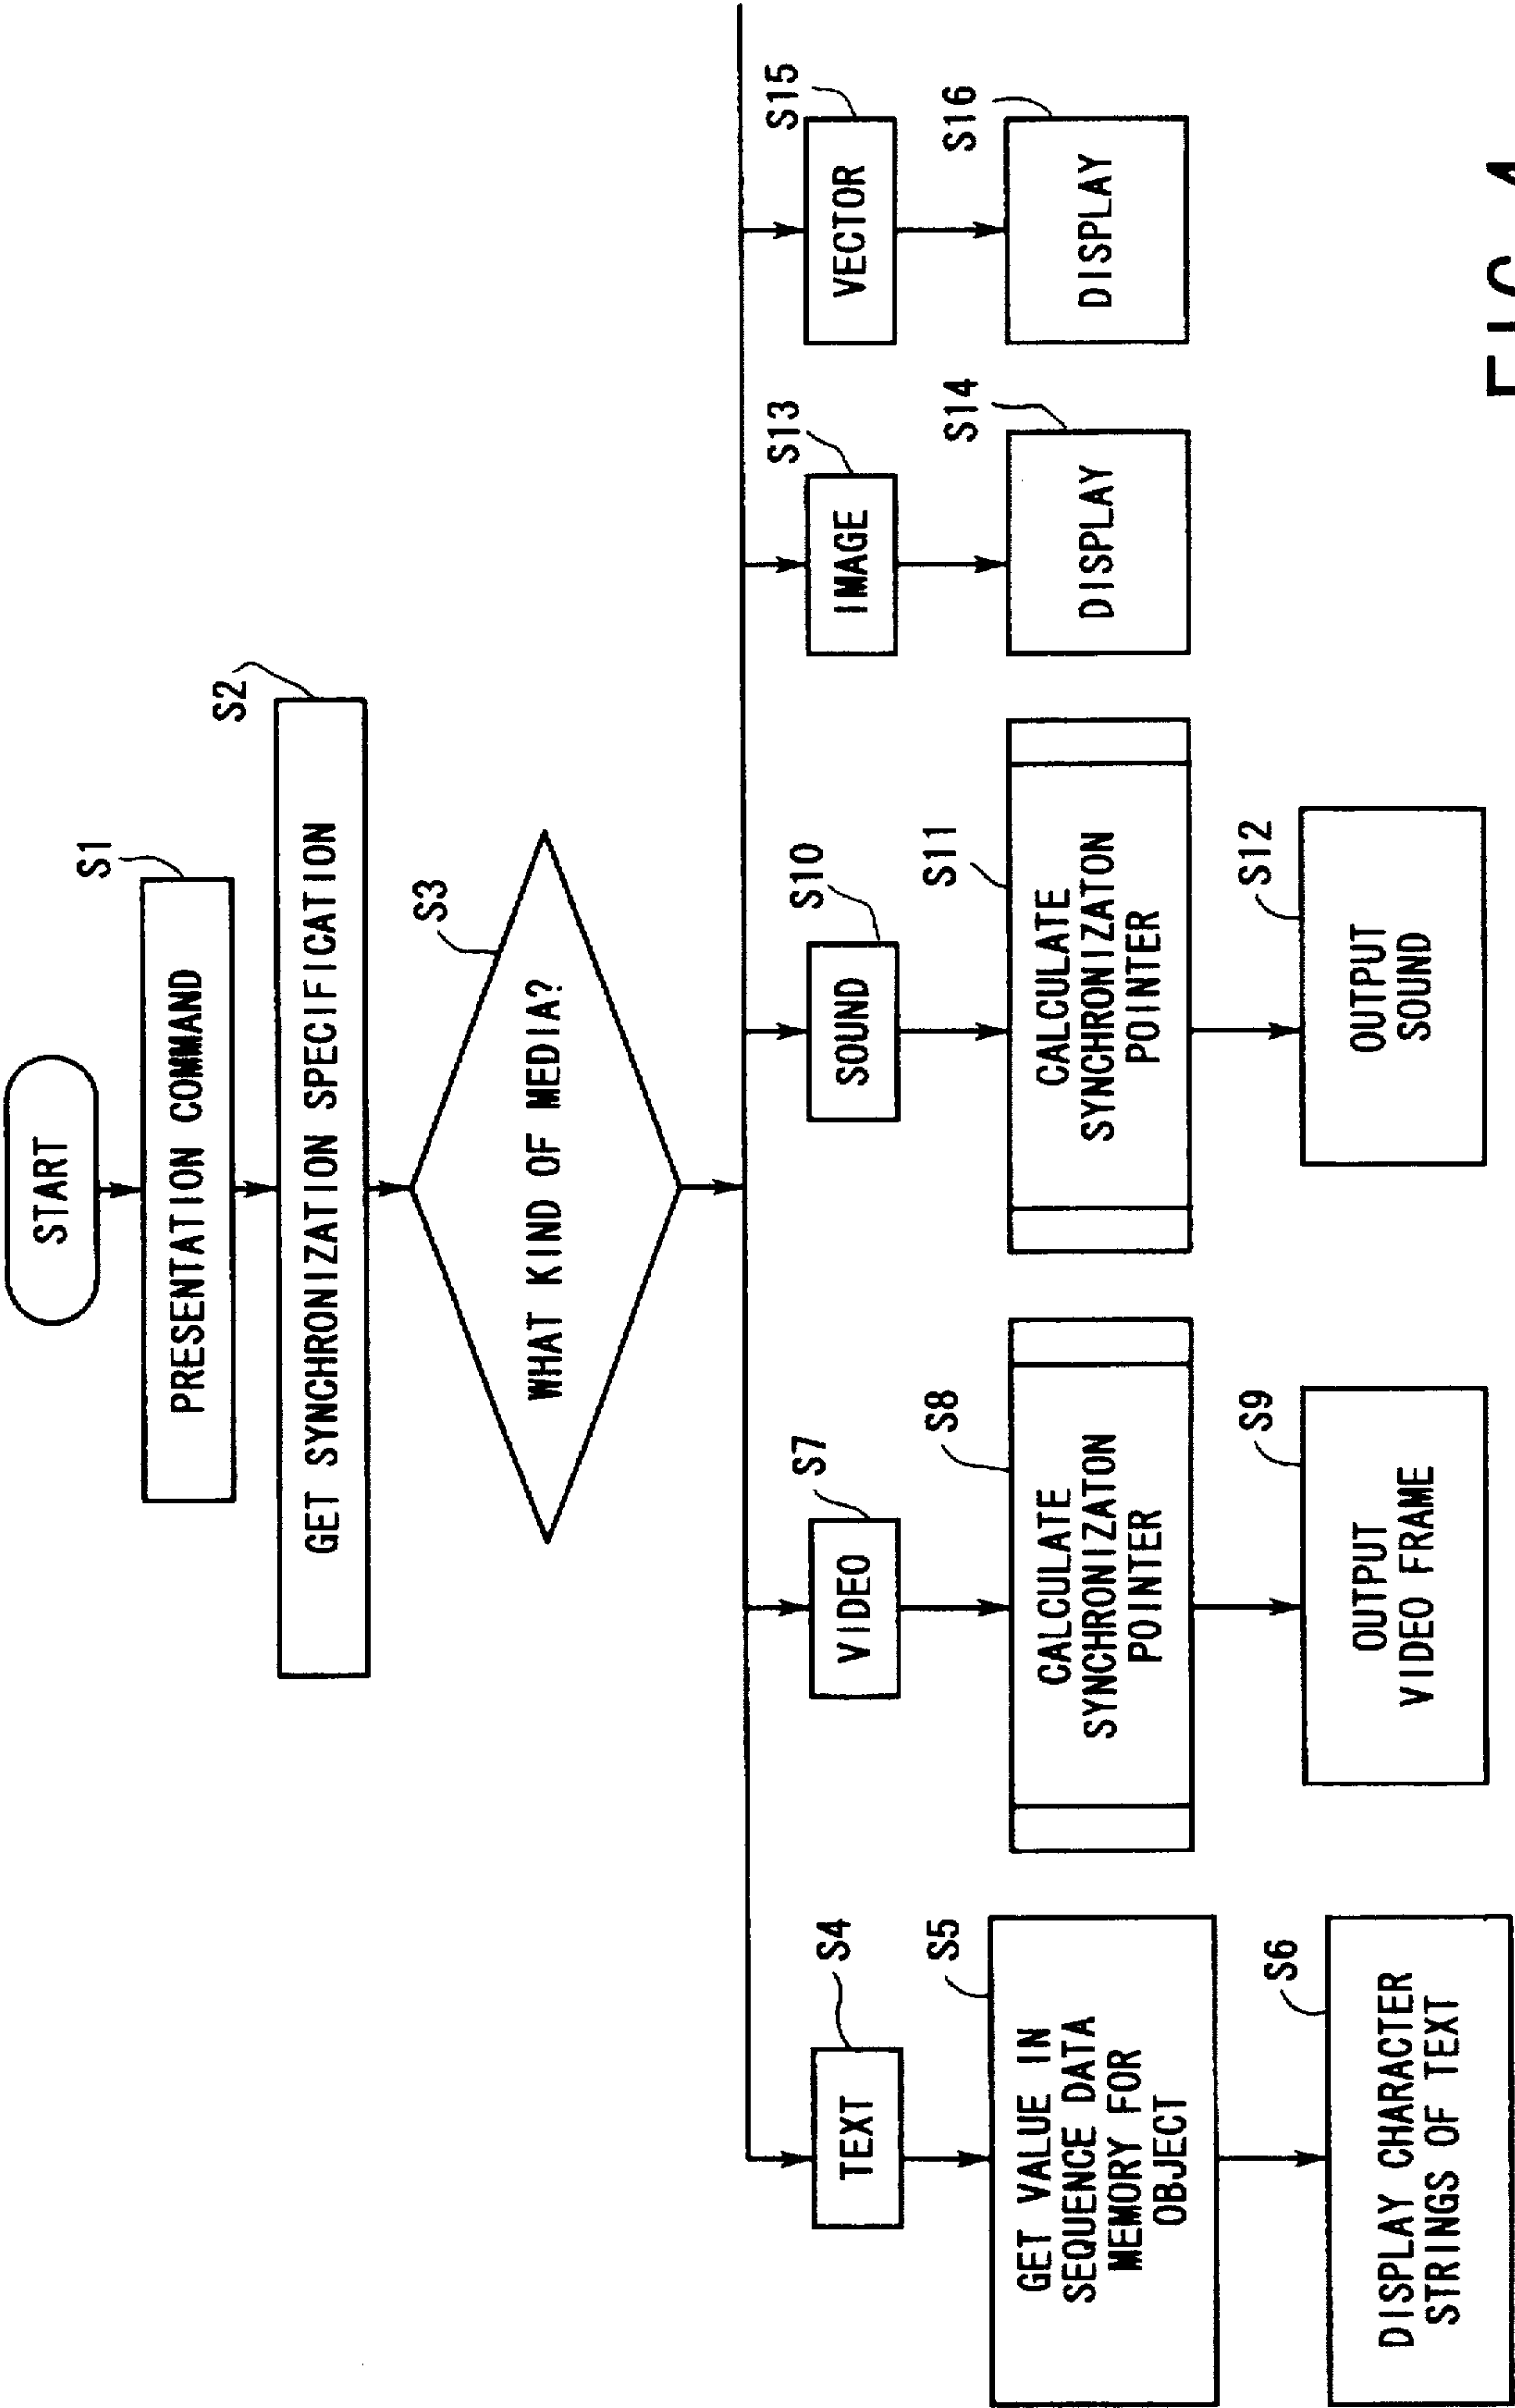 START
S1
PRESENTATION COMMAND
S2
GET SYNCHRONIZATION SPECIFICATION
S3
WHAT KIND OF MEDIA?
S4
TEXT
S5
GET VALUE IN
SEQUENCE DATA
MEMORY FOR
OBJECT
S6
DISPLAY CHARACTER
STRINGS OF TEXT
S7
VIDEO
S8
CALCULATE
SYNCHRONIZATON
POINTER
S9
OUTPUT
VIDEO FRAME
S10
SOUND
S11
CALCULATE
SYNCHRONIZATON
POINTER
S12
OUTPUT
SOUND
S13
IMAGE
S14
DISPLAY
S15
VECTOR
S16
DISPLAY